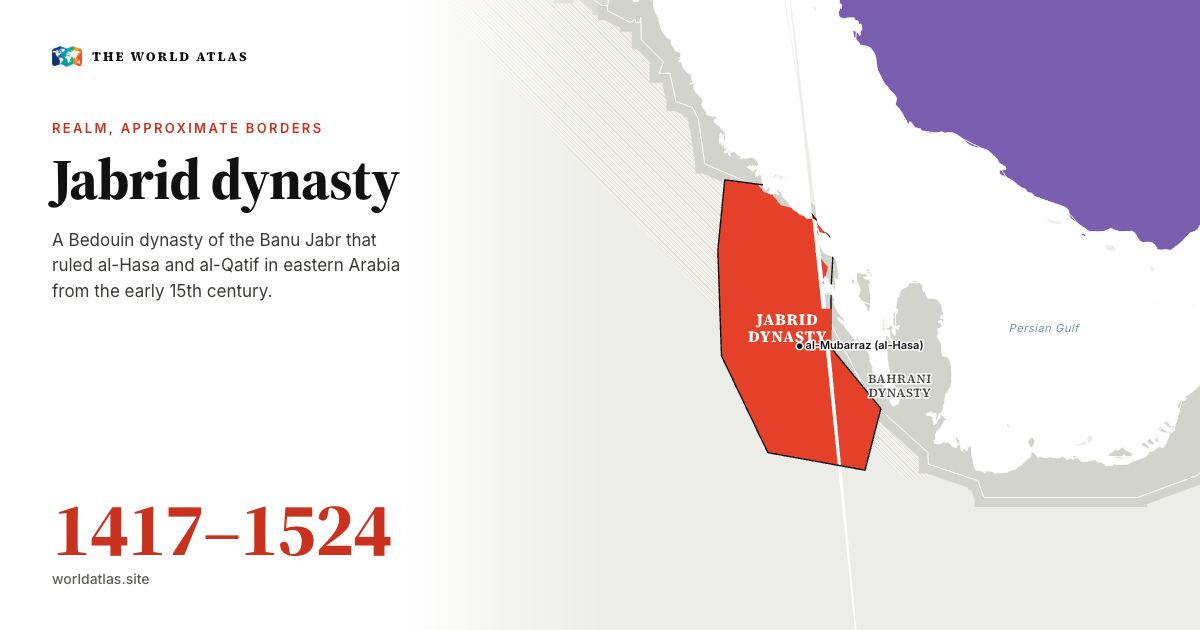 THE WORLD ATLAS
REALM, APPROXIMATE BORDERS
Jabrid dynasty
A Bedouin dynasty of the Banu Jabr that
ruled al-Hasa and al-Qatif in eastern Arabia
from the early 15th century.
1417–1524
worldatlas.site
JABRID
DYNASTY
al-Mubarraz (al-Hasa)
BAHRANI
DYNASTY
Persian Gulf